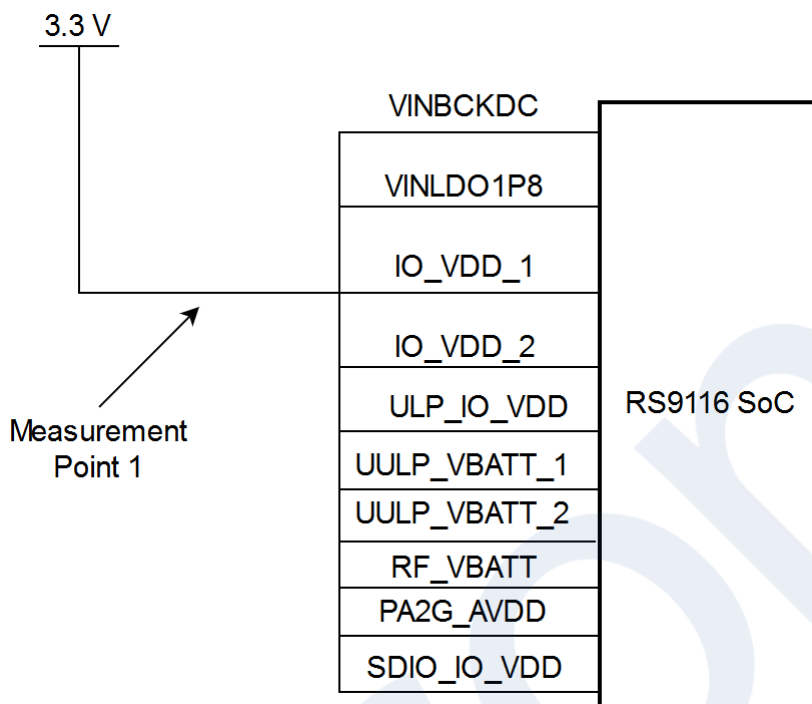 3.3 V
VINBCKDC
VINLDO1P8
IO_VDD_1
IO_VDD_2
ULP_IO_VDD
RS9116 SoC
Measurement
Point 1
UULP_VBATT_1
UULP_VBATT_2
RF_VBATT
PA2G_AVDD
SDIO_IO_VDD